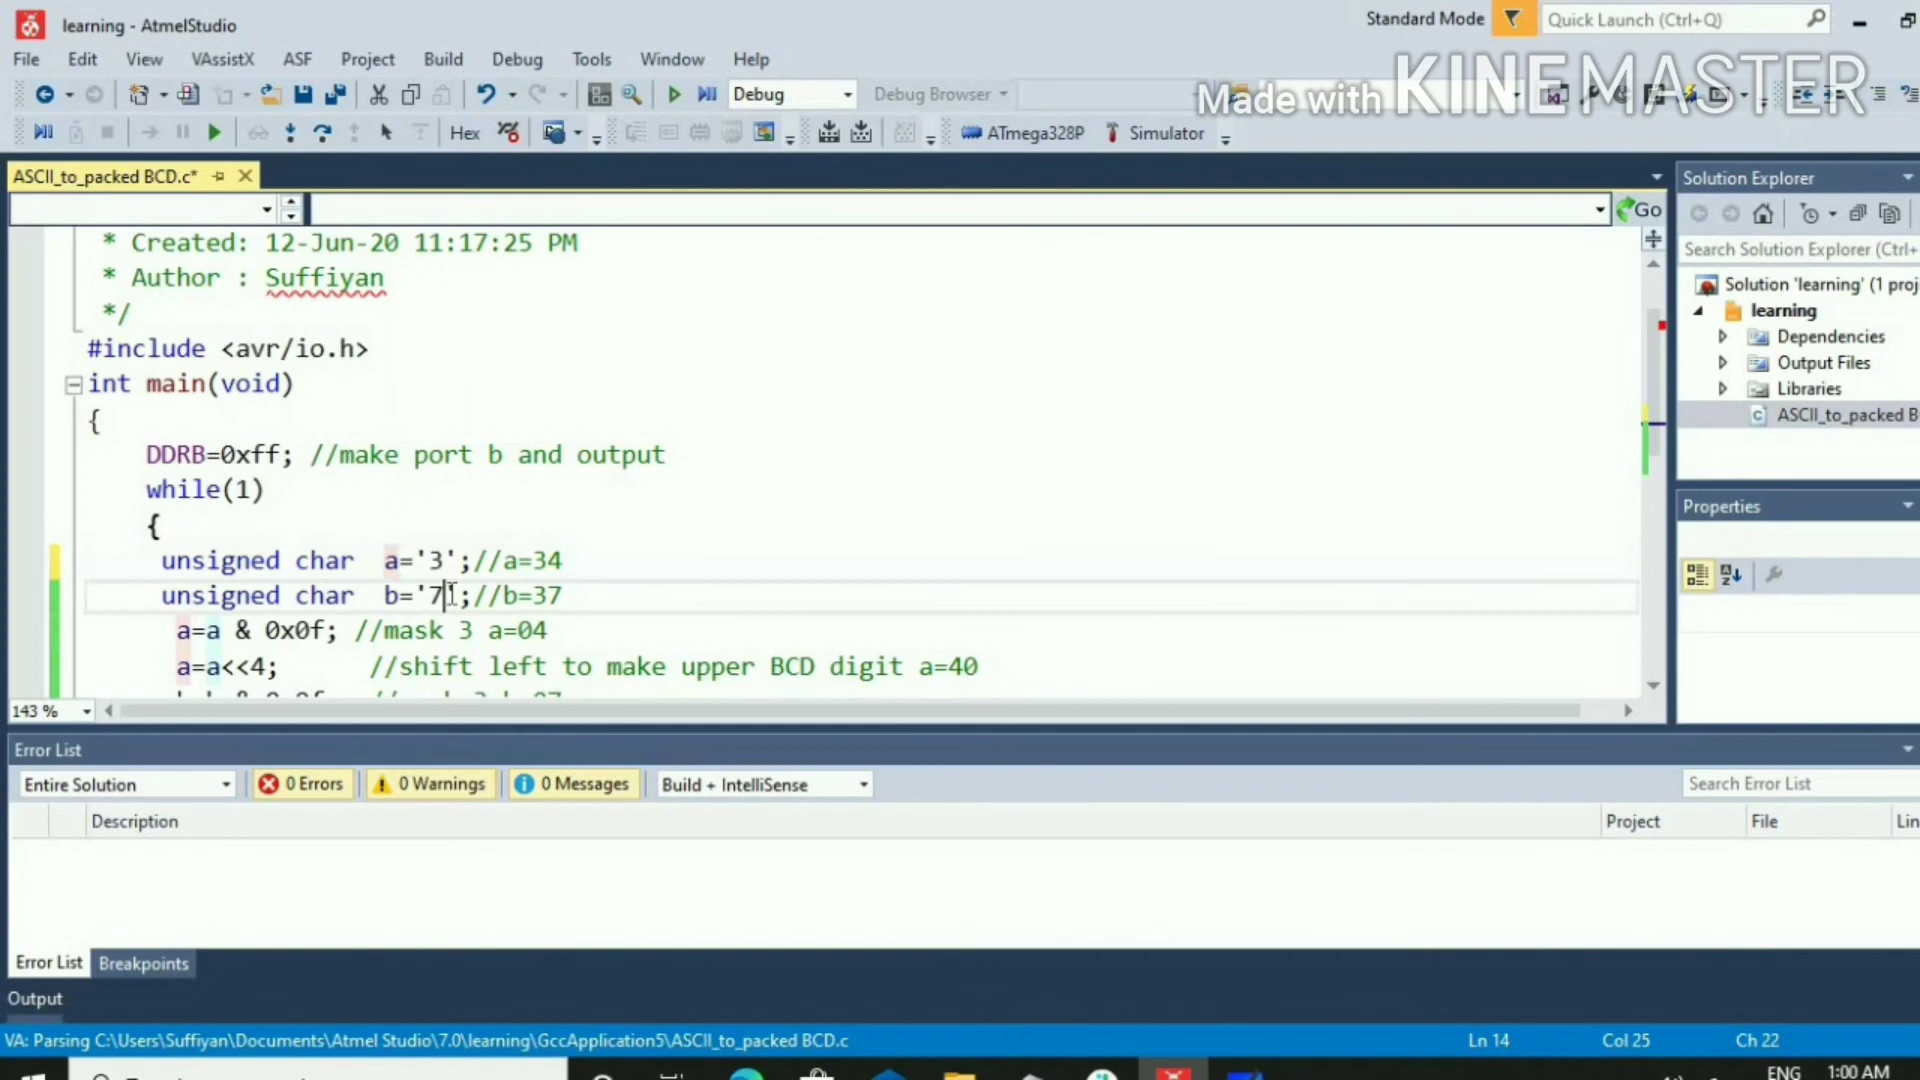 learning - AtmelStudio
Standard Mode
Quick Launch (Ctrl+Q)
File Edit View VAssistX ASF Project Build Debug Tools Window Help
Debug
Debug Browser
Made with KINEMASTER
Hex
ATmega328P
Simulator
ASCII_to_packed BCD.c*
Go
* Created: 12-Jun-20 11:17:25 PM
* Author : Suffiyan
*/
#include <avr/io.h>
int main(void)
{
DDRB=0xff; //make port b and output
while(1)
{
unsigned char a='3';//a=34
unsigned char b='7';//b=37
a=a & 0x0f; //mask 3 a=04
a=a<<4; //shift left to make upper BCD digit a=40
143 %
Solution Explorer
Search Solution Explorer (Ctrl+
Solution 'learning' (1 proj
learning
Dependencies
Output Files
Libraries
ASCII_to_packed B
Properties
Error List
Entire Solution
0 Errors
0 Warnings
0 Messages
Build + IntelliSense
Search Error List
Description
Project
File
Lin
Error List
Breakpoints
Output
VA: Parsing C:\Users\Suffiyan\Documents\Atmel Studio\7.0\learning\GccApplication5\ASCII_to_packed BCD.c
Ln 14
Col 25
Ch 22
ENG
1:00 AM